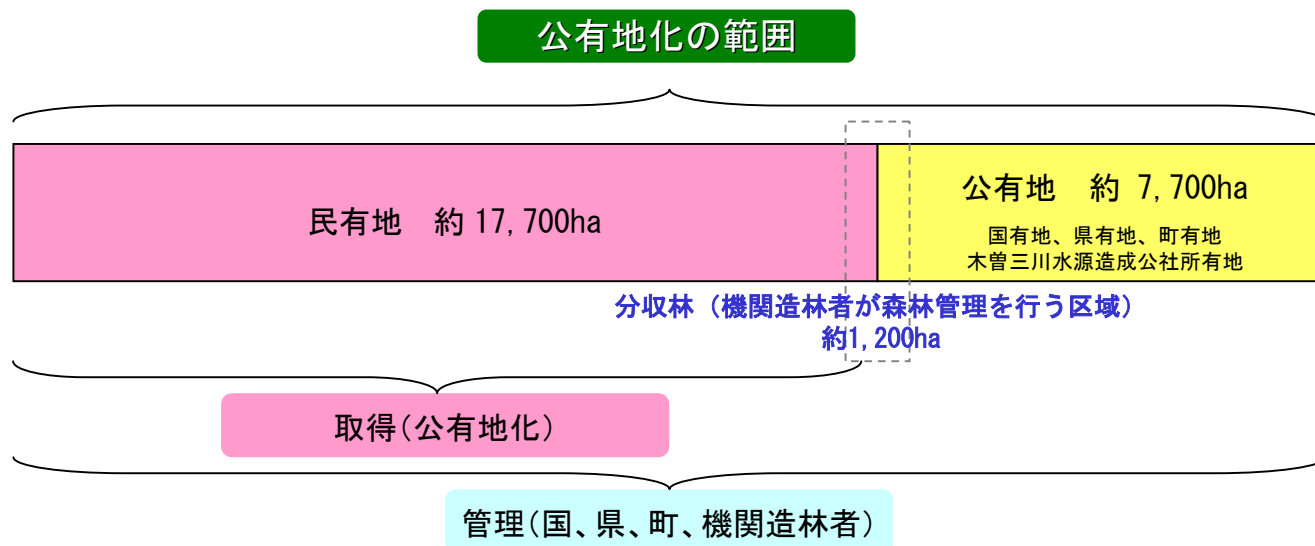 公有地化の範囲
民有地　約 17,700ha
公有地　約 7,700ha
国有地、県有地、町有地
木曽三川水源造成公社所有地
分収林（機関造林者が森林管理を行う区域）
約1,200ha
取得(公有地化)
管理(国、県、町、機関造林者)